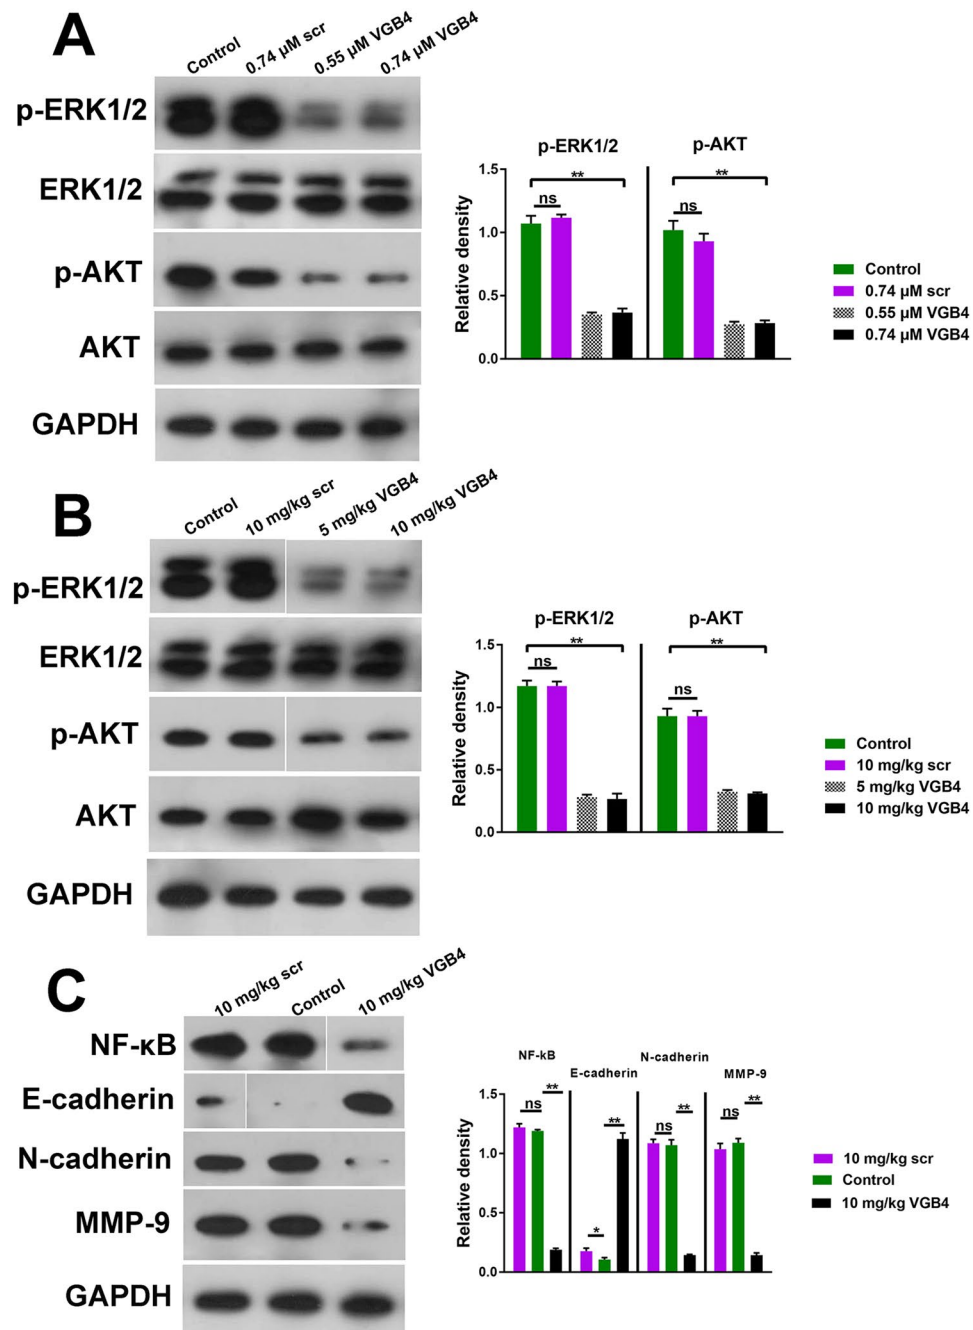 A
Control
0.74 µM scr
0.55 µM VGB4
0.74 µM VGB4
p-ERK1/2
ERK1/2
p-AKT
AKT
GAPDH
p-ERK1/2
p-AKT
Relative density
1.5
1.0
0.5
0.0
ns
**
ns
**
Control
0.74 µM scr
0.55 µM VGB4
0.74 µM VGB4
B
Control
10 mg/kg scr
5 mg/kg VGB4
10 mg/kg VGB4
p-ERK1/2
ERK1/2
p-AKT
AKT
GAPDH
p-ERK1/2
p-AKT
Relative density
1.5
1.0
0.5
0.0
ns
**
ns
**
Control
10 mg/kg scr
5 mg/kg VGB4
10 mg/kg VGB4
C
10 mg/kg scr
Control
10 mg/kg VGB4
NF-κB
E-cadherin
N-cadherin
MMP-9
GAPDH
NF-kB
E-cadherin
N-cadherin
MMP-9
Relative density
1.5
1.0
0.5
0.0
ns
**
*
**
ns
**
ns
**
10 mg/kg scr
Control
10 mg/kg VGB4